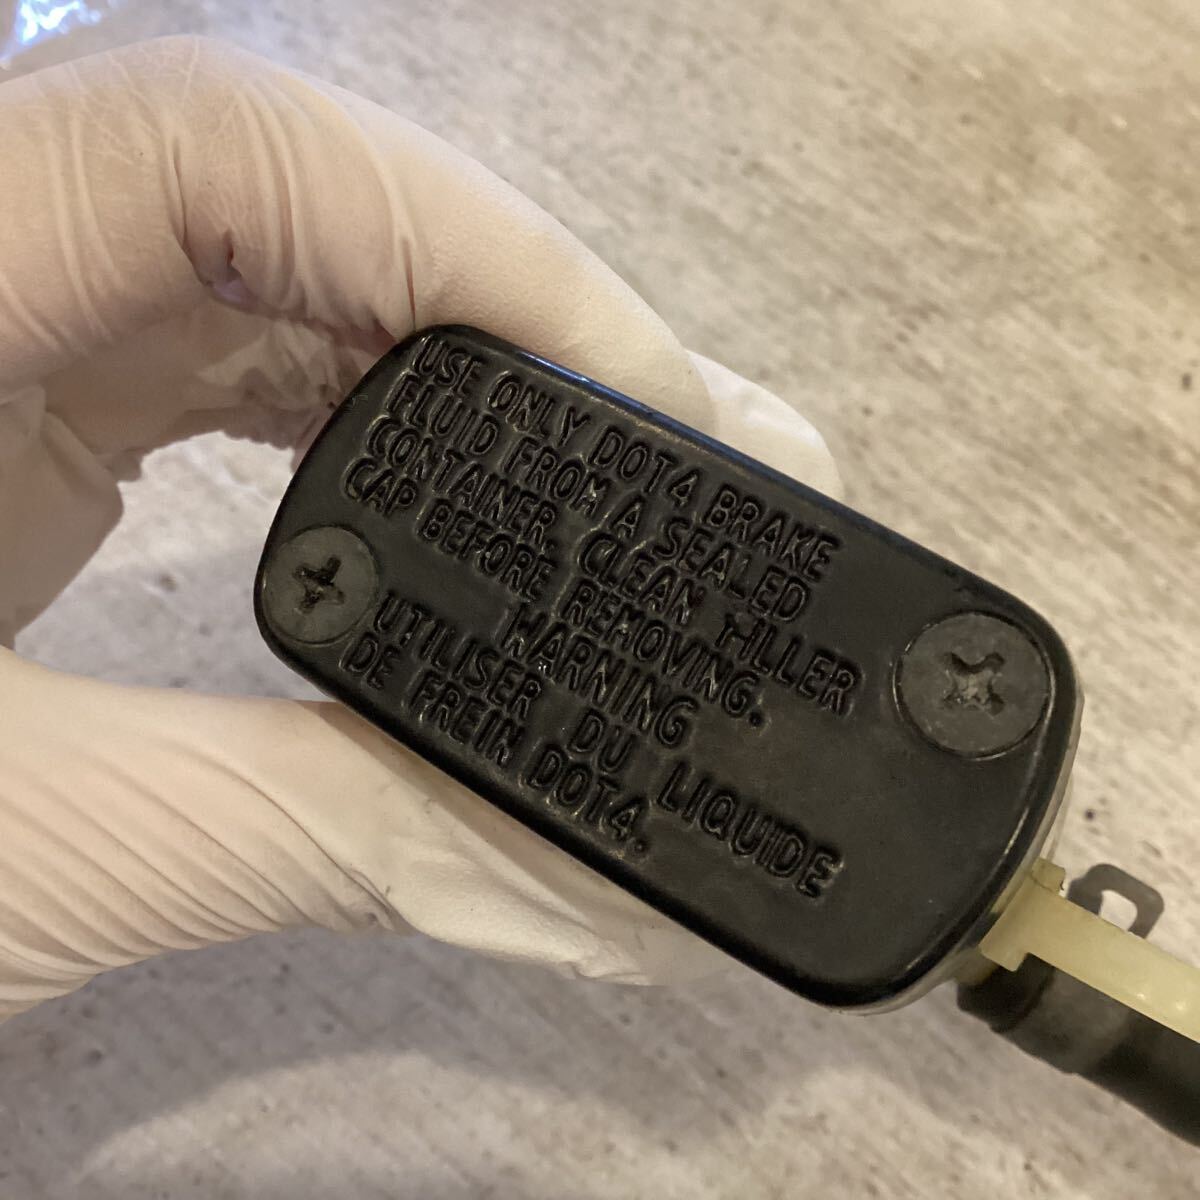 USE ONLY DOT4 BRAKE
FLUID FROM A SEALED
CONTAINER. CLEAN FILLER
CAP BEFORE REMOVING.
WARNING
UTILISER DU LIQUIDE
DE FREIN DOT4.